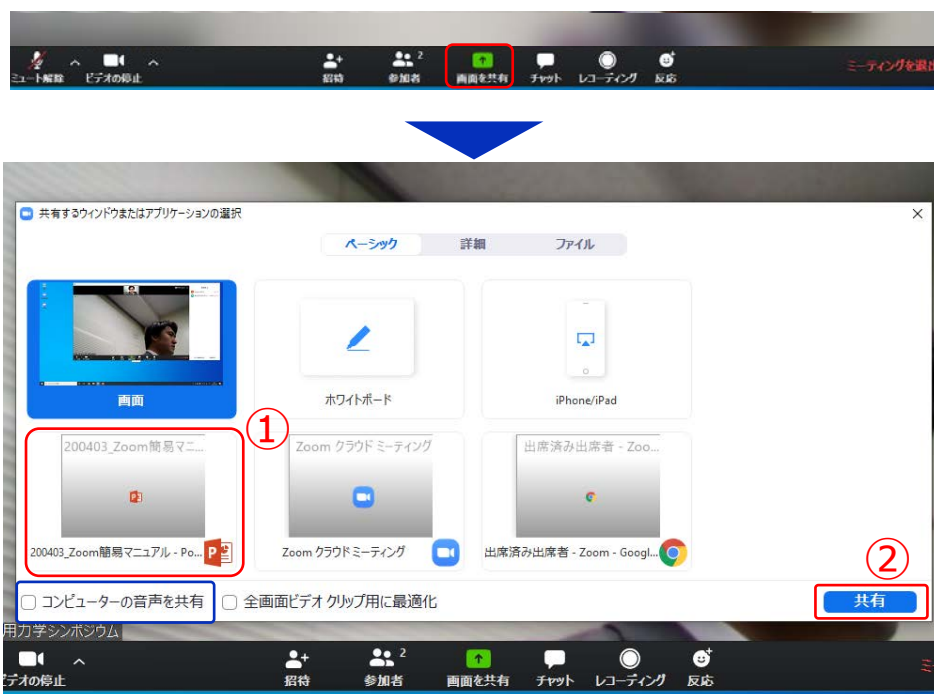 ミュート解除 ビデオの停止 招待 参加者 2 画面を共有 チャット レコーディング 反応 ミーティングを退出
共有するウィンドウまたはアプリケーションの選択
ベーシック 詳細 ファイル
画面 ホワイトボード iPhone/iPad
①
200403_Zoom簡易マニ... Zoom クラウド ミーティング 出席済み出席者 - Zoo...
200403_Zoom簡易マニュアル - Po... Zoom クラウド ミーティング 出席済み出席者 - Zoom - Googl...
②
コンピューターの音声を共有 全画面ビデオ クリップ用に最適化 共有
用力学シンポジウム
デオの停止 招待 参加者 2 画面を共有 チャット レコーディング 反応 ミー